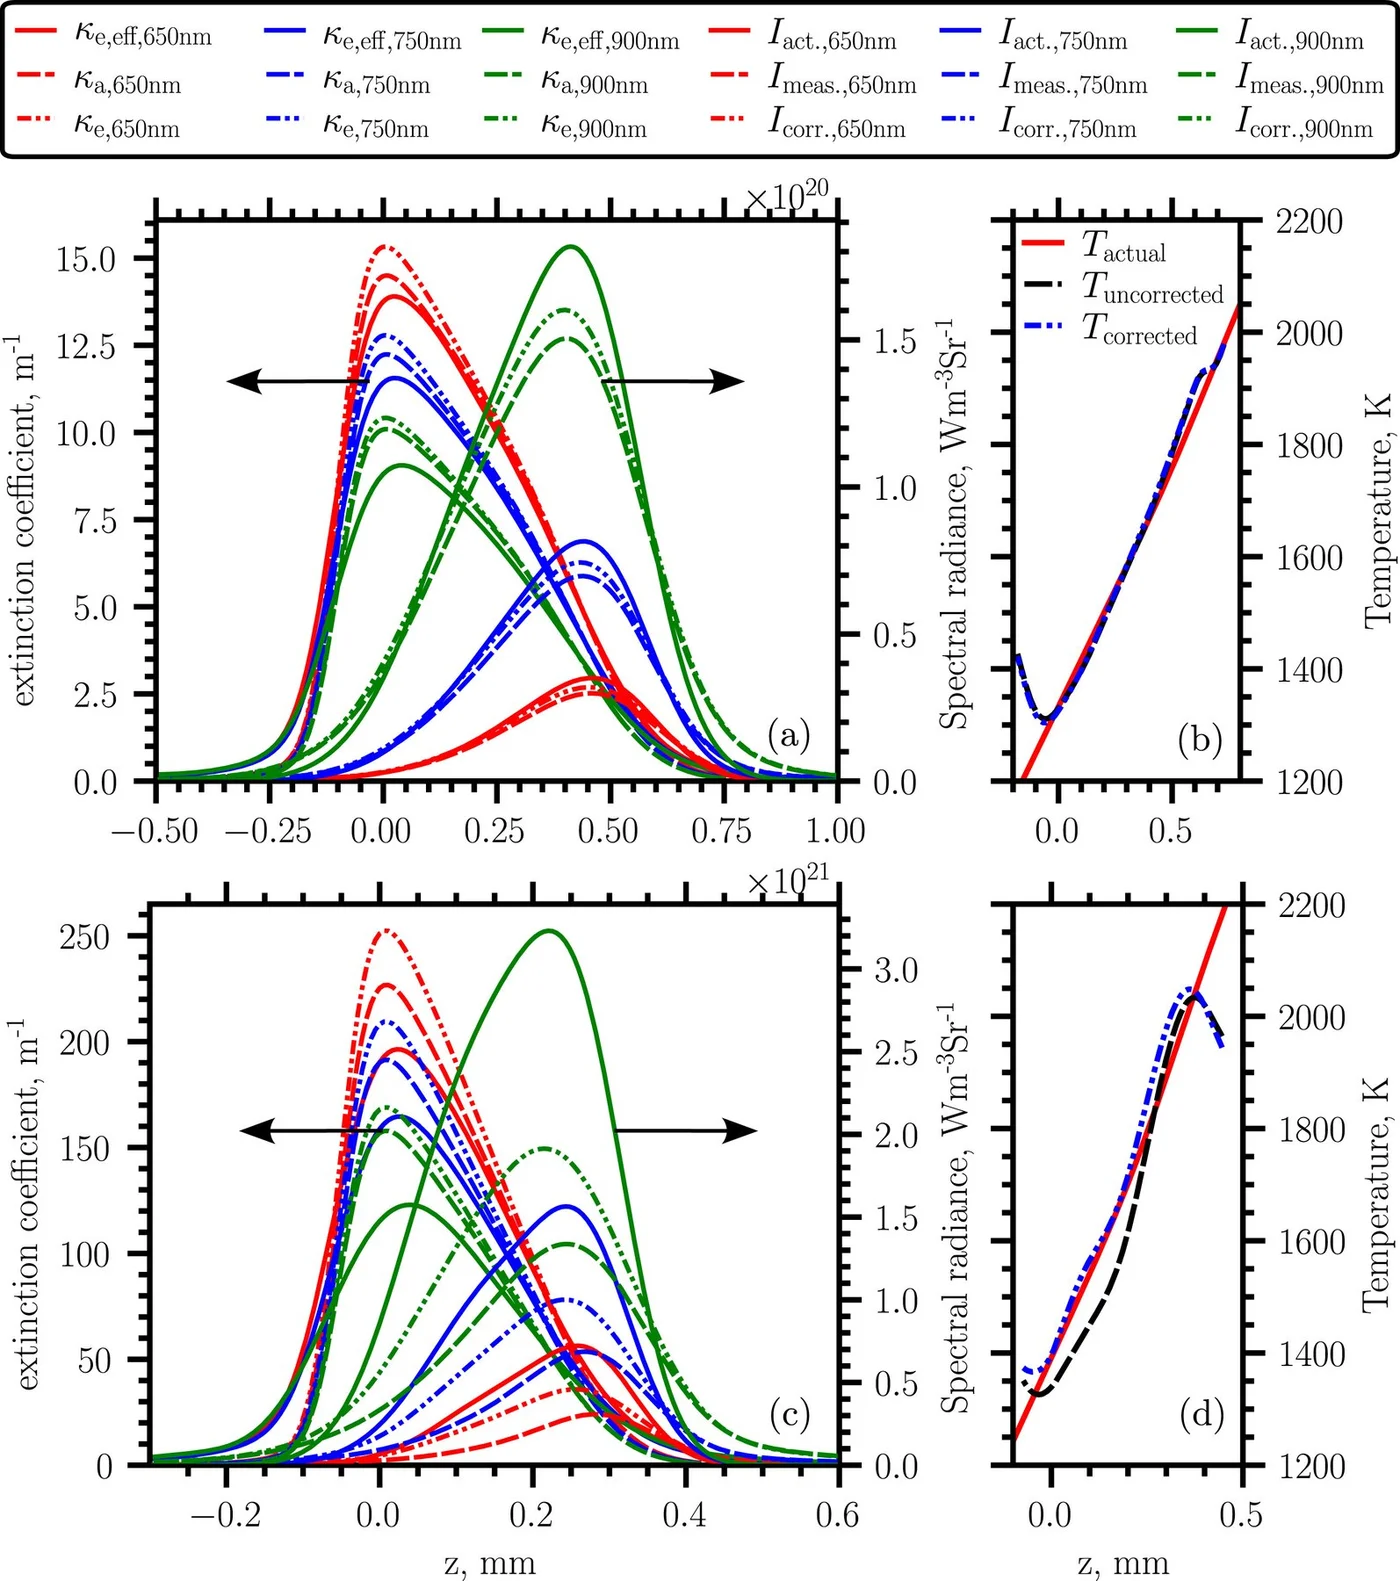 κe,eff,650nm κe,eff,750nm κe,eff,900nm Iact.,650nm Iact.,750nm Iact.,900nm
κa,650nm κa,750nm κa,900nm Imeas.,650nm Imeas.,750nm Imeas.,900nm
κe,650nm κe,750nm κe,900nm Icorr.,650nm Icorr.,750nm Icorr.,900nm
×10²⁰
extinction coefficient, m⁻¹
15.0
12.5
10.0
7.5
5.0
2.5
0.0
−0.50 −0.25 0.00 0.25 0.50 0.75 1.00
1.5
1.0
0.5
0.0
Spectral radiance, Wm⁻³Sr⁻¹
(a)
Tactual
Tuncorrected
Tcorrected
2200
2000
1800
1600
1400
1200
Temperature, K
0.0 0.5
(b)
×10²¹
extinction coefficient, m⁻¹
250
200
150
100
50
0
−0.2 0.0 0.2 0.4 0.6
z, mm
3.0
2.5
2.0
1.5
1.0
0.5
0.0
Spectral radiance, Wm⁻³Sr⁻¹
(c)
2200
2000
1800
1600
1400
1200
Temperature, K
0.0 0.5
z, mm
(d)